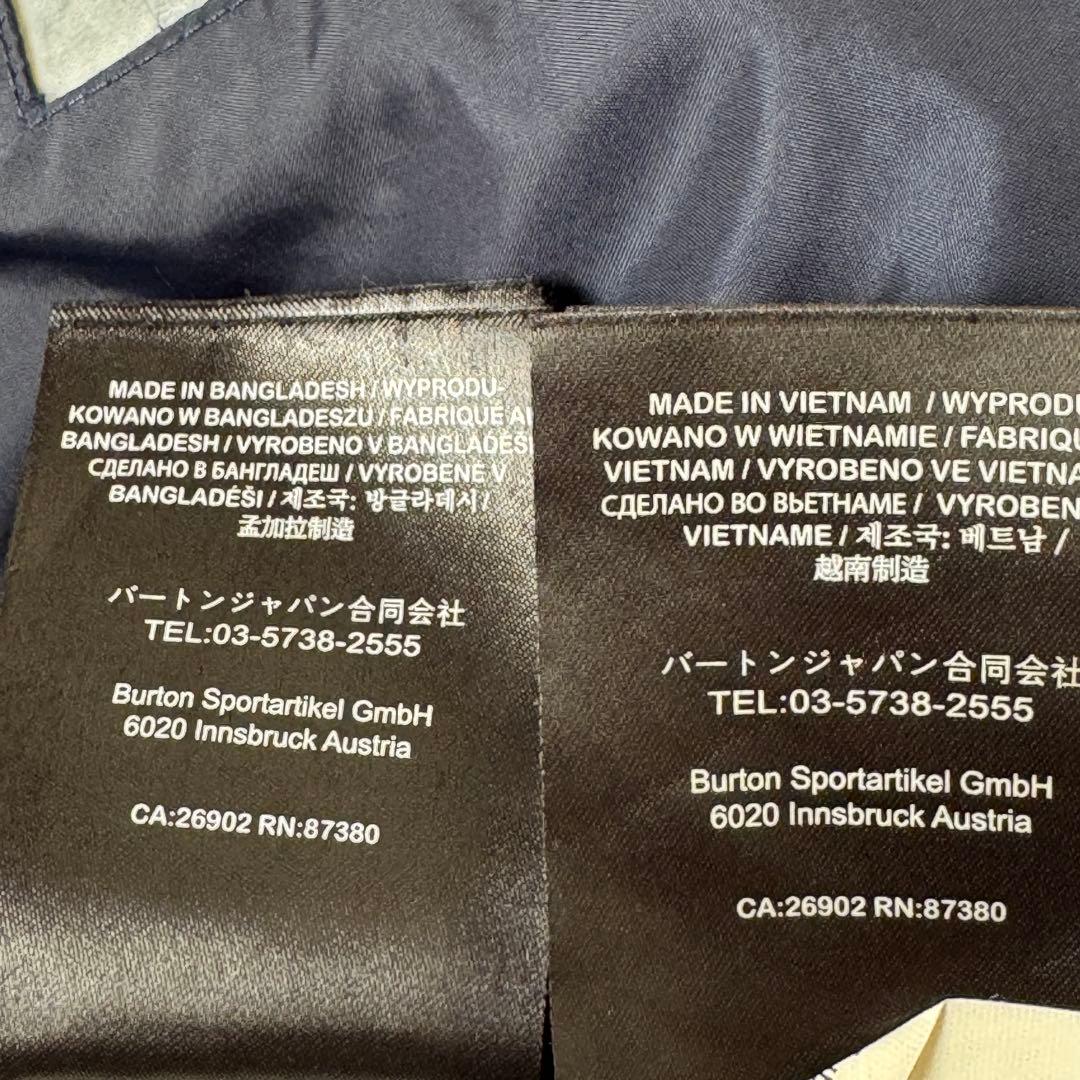 MADE IN BANGLADESH / WYPRODU-
KOWANO W BANGLADESZU / FABRIQUÉ AU
BANGLADESH / VYROBENO V BANGLADÉŠI
СДЕЛАНО В БАНГЛАДЕШ / VYROBENÉ V
BANGLADÉŠI / 제조국: 방글라데시 /
孟加拉制造
バートンジャパン合同会社
TEL:03-5738-2555
Burton Sportartikel GmbH
6020 Innsbruck Austria
CA:26902 RN:87380
MADE IN VIETNAM / WYPRODU
KOWANO W WIETNAMIE / FABRIQU
VIETNAM / VYROBENO VE VIETNA
СДЕЛАНО ВО ВЬЕТНАМЕ / VYROBEN
VIETNAME / 제조국: 베트남 /
越南制造
バートンジャパン合同会社
TEL:03-5738-2555
Burton Sportartikel GmbH
6020 Innsbruck Austria
CA:26902 RN:87380